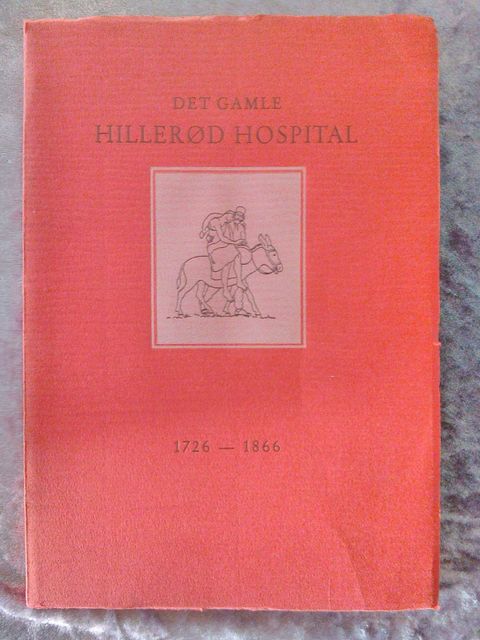 DET GAMLE
HILLERØD HOSPITAL
1726 — 1866